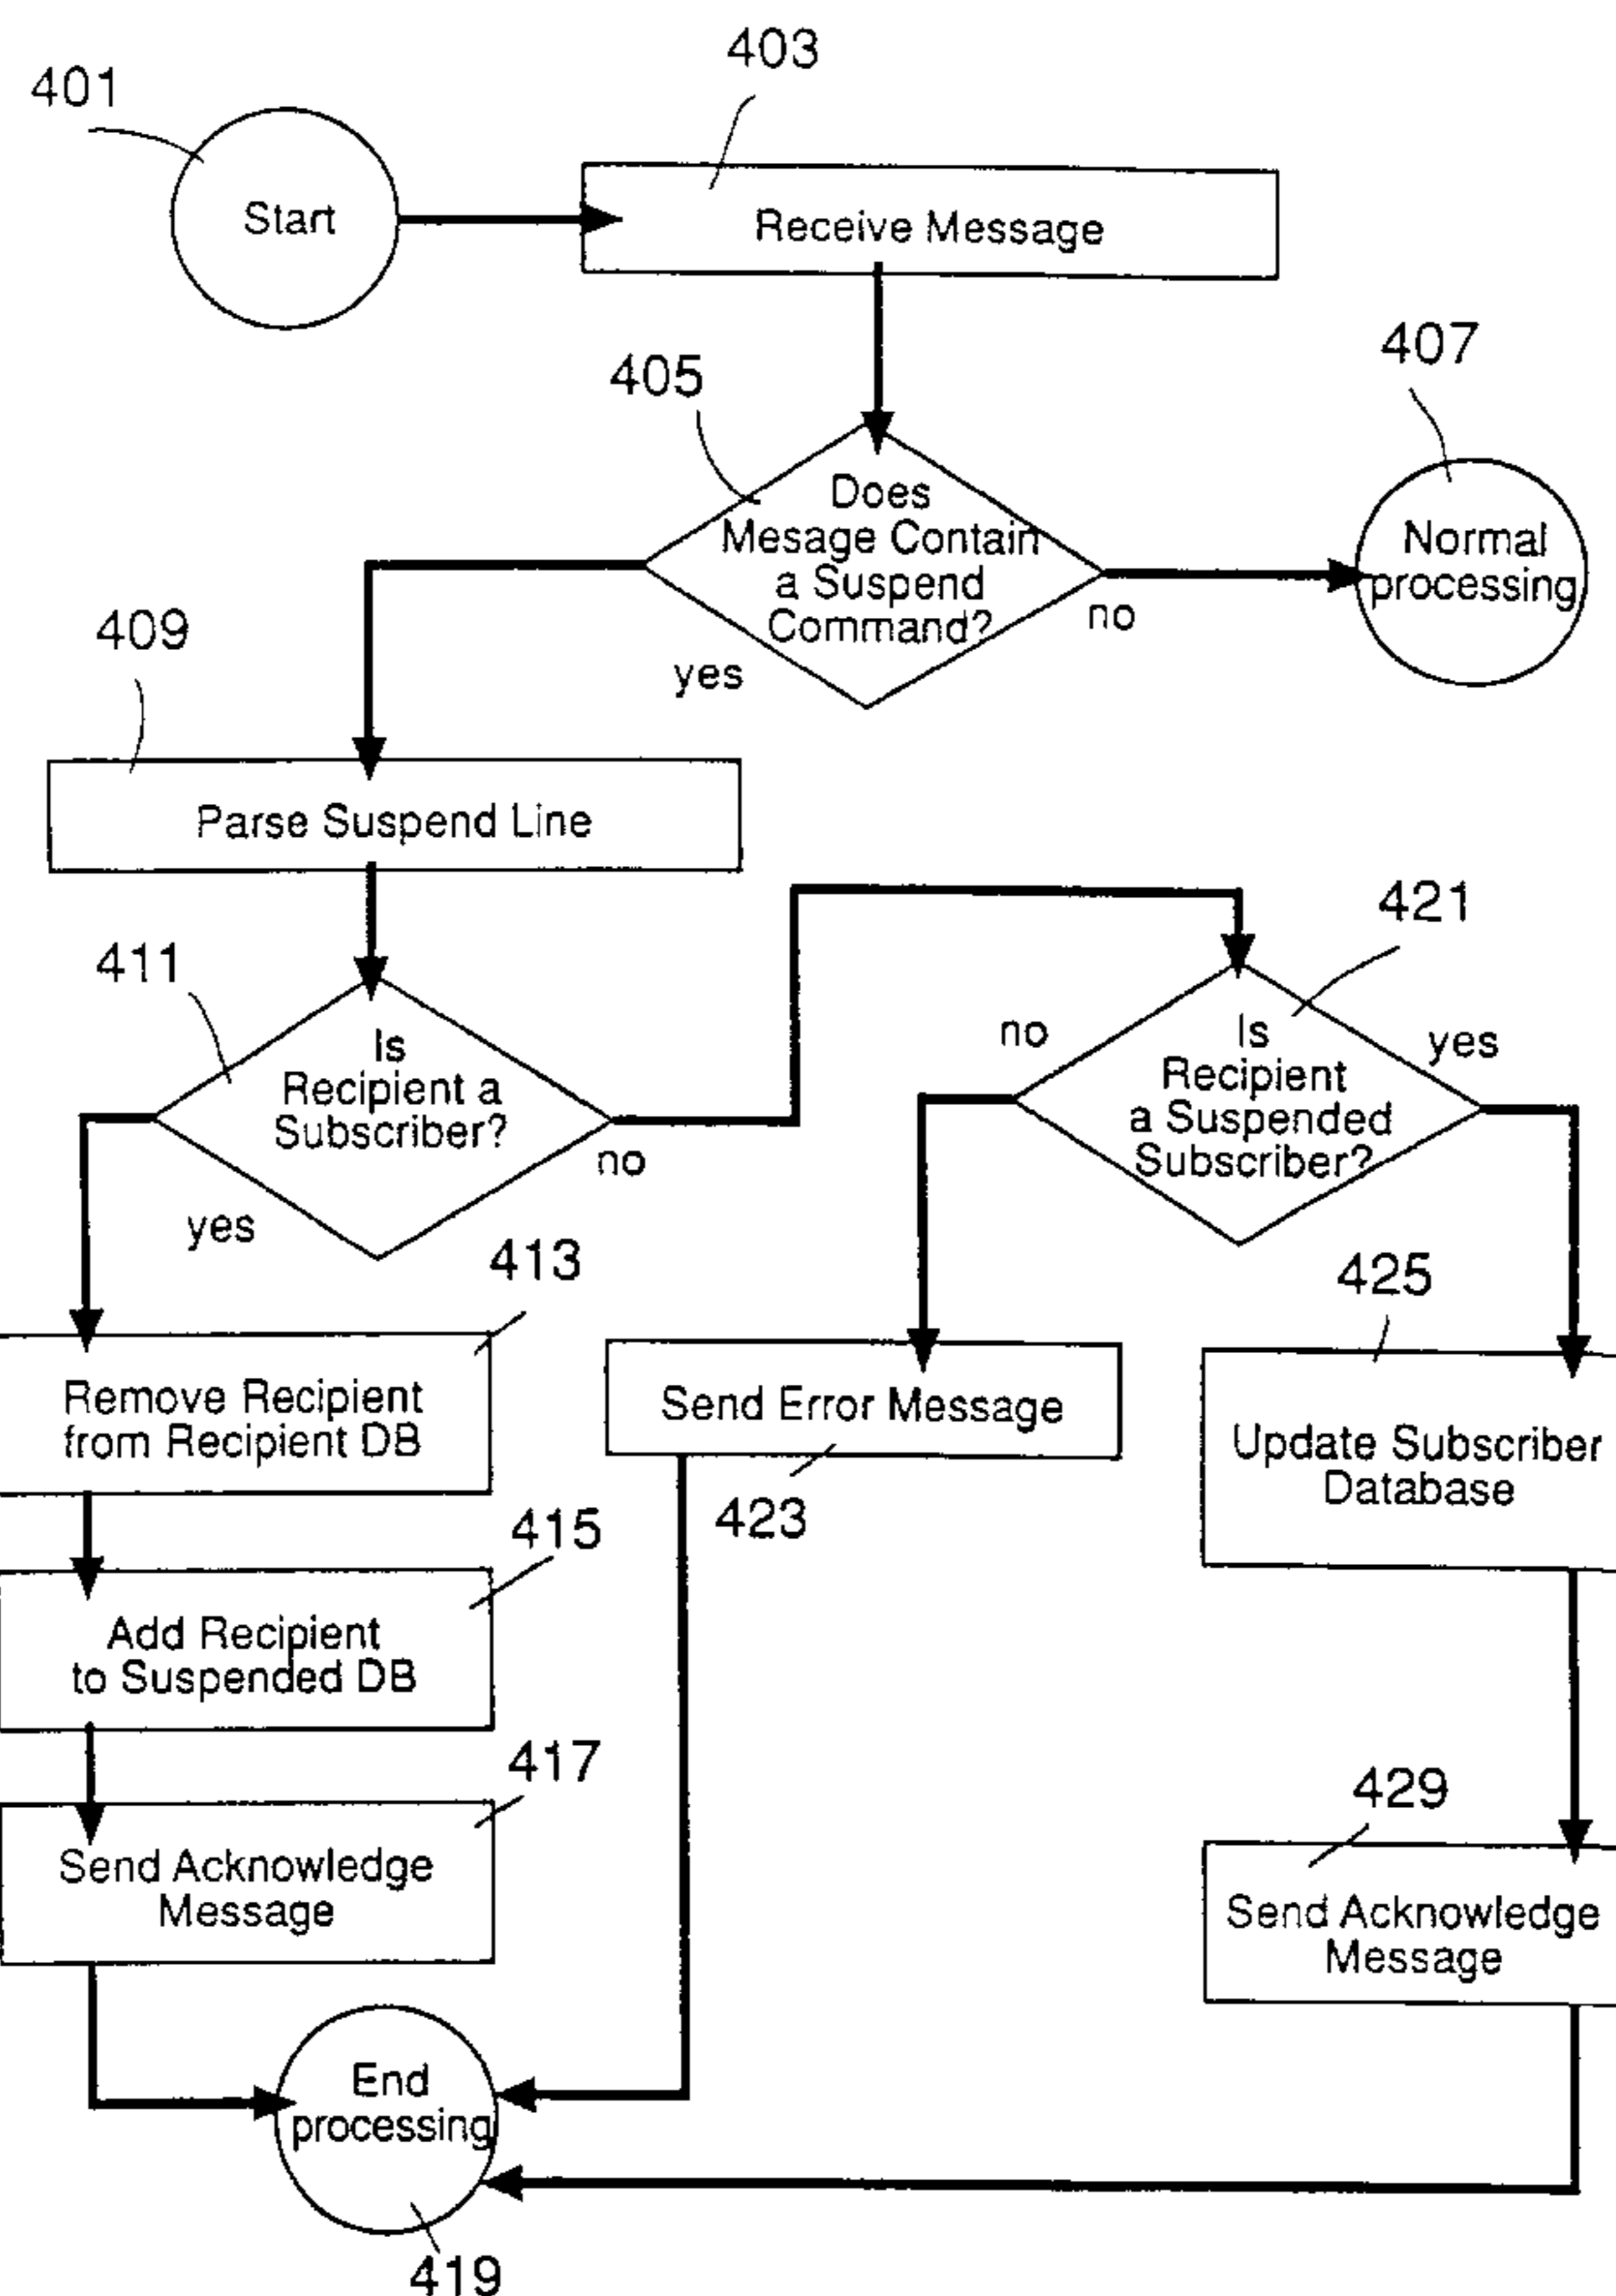 403
401
Start
Receive Message
407
405
Does
Mesage Contain
a Suspend
Command?
Normal
processing
no
yes
409
Parse Suspend Line
421
411
Is
Recipient a
Subscriber?
no
yes
Is
Recipient
a Suspended
Subscriber?
no
yes
413
425
Remove Recipient
from Recipient DB
Send Error Message
423
Update Subscriber
Database
415
Add Recipient
to Suspended DB
417
429
Send Acknowledge
Message
Send Acknowledge
Message
End
processing
419